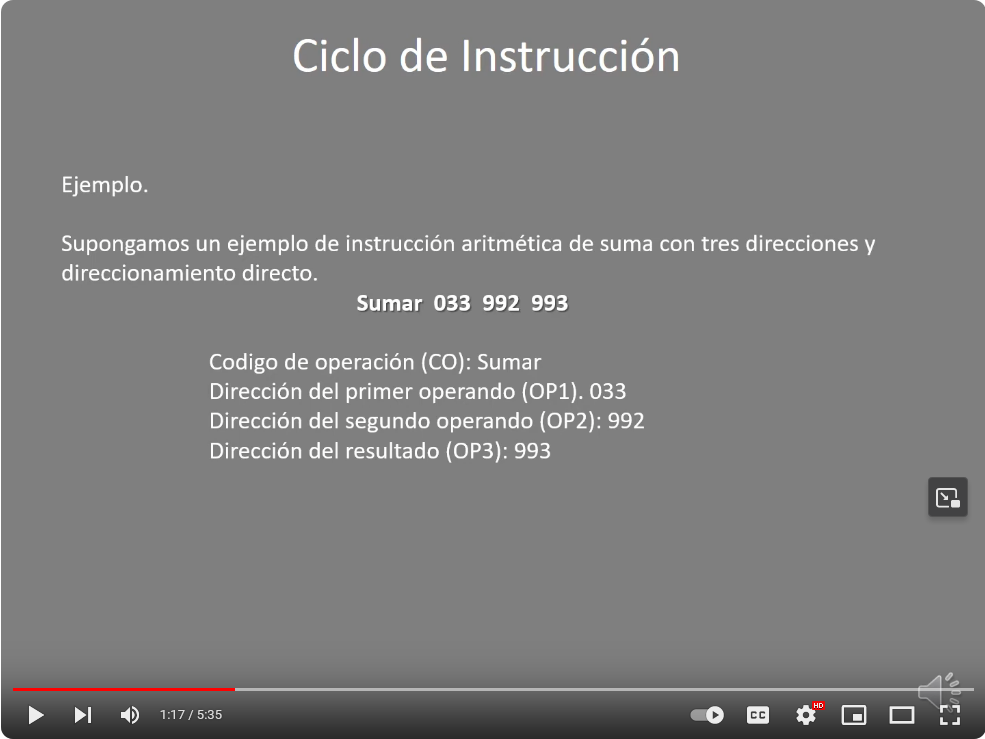 Ciclo de Instrucción
Ejemplo.
Supongamos un ejemplo de instrucción aritmética de suma con tres direcciones y
direccionamiento directo.
Sumar 033 992 993
Codigo de operación (CO): Sumar
Dirección del primer operando (OP1). 033
Dirección del segundo operando (OP2): 992
Dirección del resultado (OP3): 993
1:17 / 5:35
CC
HD